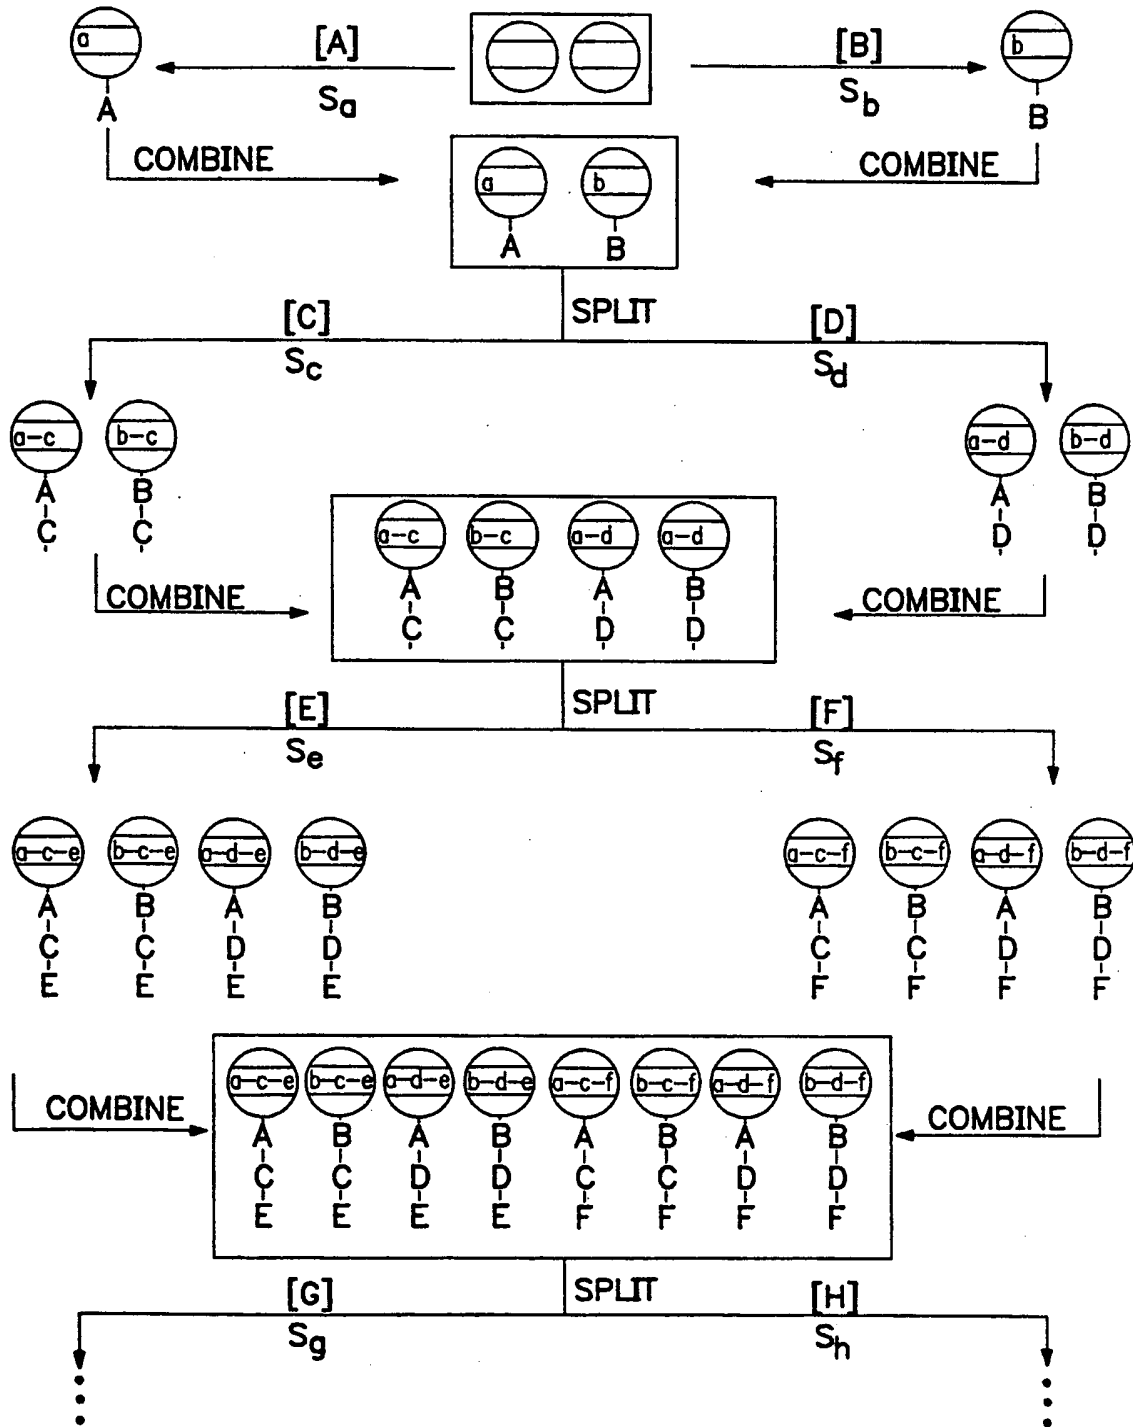 a [A] [B] b
Sa Sb
A B
COMBINE COMBINE
a b
A B
SPLIT
[C] [D]
Sc Sd
a-c b-c a-d b-d
A B A B
C C D D
a-c b-c a-d a-d
COMBINE COMBINE
A B A B
C C D D
SPLIT
[E] [F]
Se Sf
a-c-e b-c-e a-d-e b-d-e a-c-f b-c-f a-d-f b-d-f
A B A B A B A B
C C D D C C D D
E E E E F F F F
a-c-e b-c-e a-d-e b-d-e a-c-f b-c-f a-d-f b-d-f
COMBINE COMBINE
A B A B A B A B
C C D D C C D D
E E E E F F F F
SPLIT
[G] [H]
Sg Sh